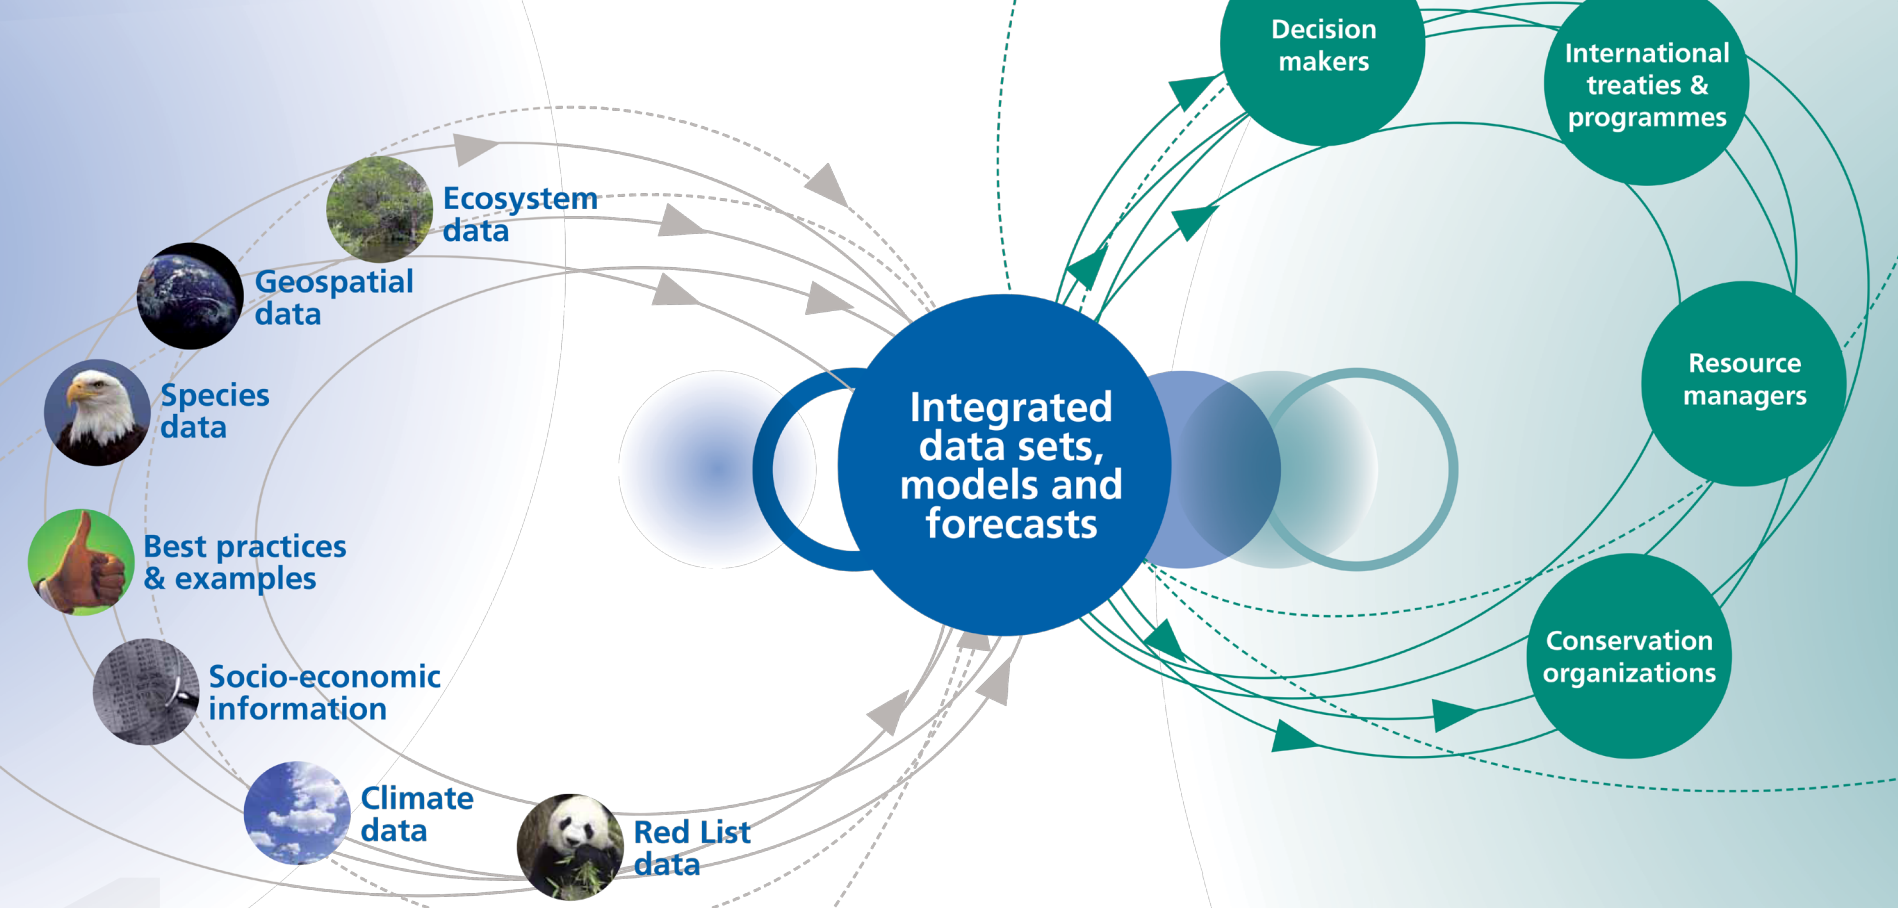 Decision
makers
International
treaties &
programmes
Ecosystem
data
Geospatial
data
Species
data
Best practices
& examples
Socio-economic
information
Climate
data
Red List
data
Integrated
data sets,
models and
forecasts
Resource
managers
Conservation
organizations